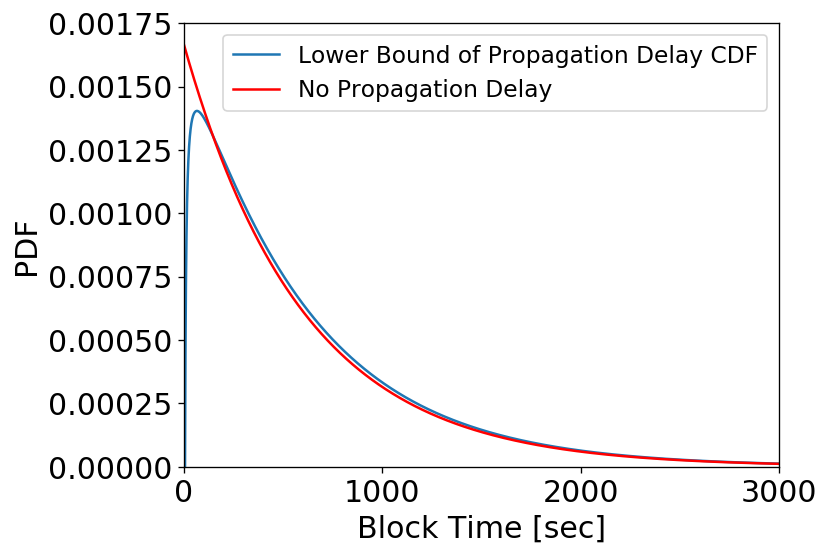 0.00175
0.00150
0.00125
0.00100
0.00075
0.00050
0.00025
0.00000
PDF
Lower Bound of Propagation Delay CDF
No Propagation Delay
0 1000 2000 3000
Block Time [sec]